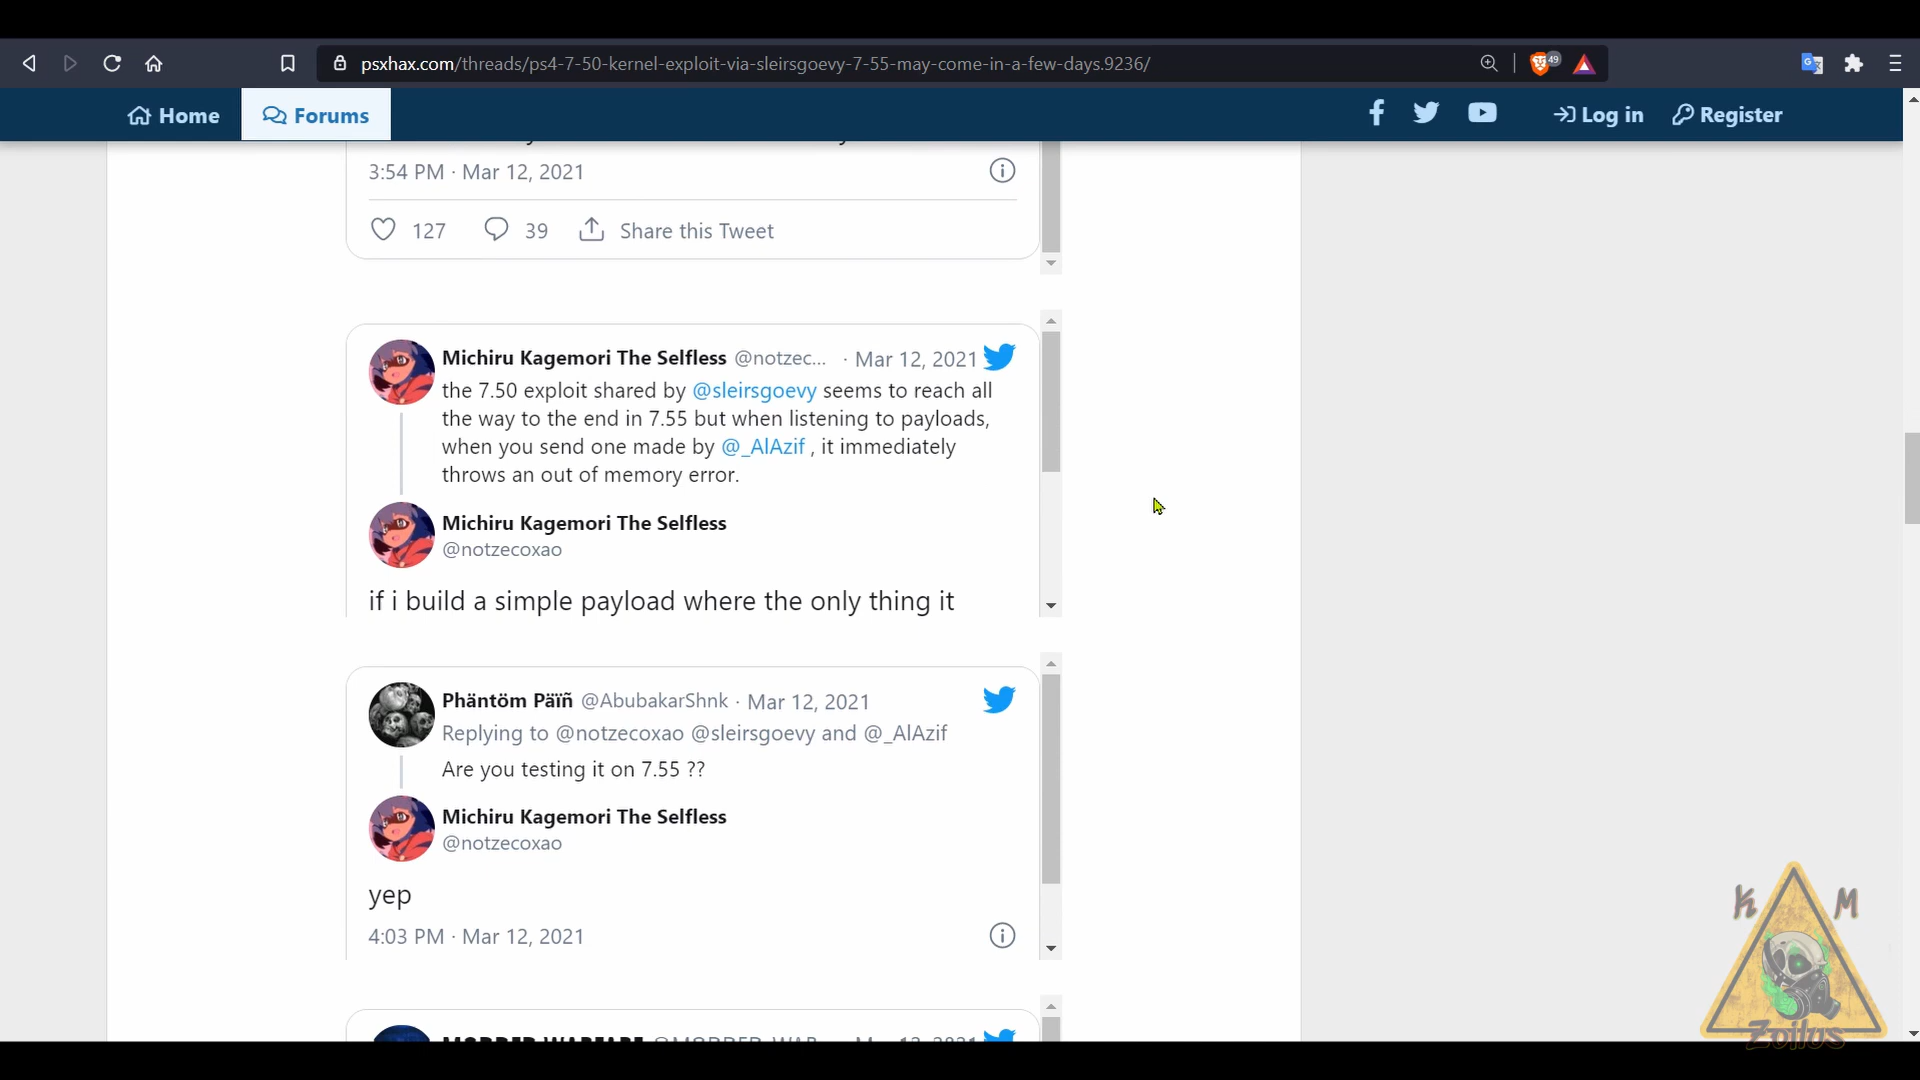 psxhax.com/threads/ps4-7-50-kernel-exploit-via-sleirsgoevy-7-55-may-come-in-a-few-days.9236/
49
Home
Forums
Log in
Register
3:54 PM · Mar 12, 2021
127
39
Share this Tweet
Michiru Kagemori The Selfless @notzec... · Mar 12, 2021
the 7.50 exploit shared by @sleirsgoevy seems to reach all
the way to the end in 7.55 but when listening to payloads,
when you send one made by @_AlAzif , it immediately
throws an out of memory error.
Michiru Kagemori The Selfless
@notzecoxao
if i build a simple payload where the only thing it
Phäntöm Päïñ @AbubakarShnk · Mar 12, 2021
Replying to @notzecoxao @sleirsgoevy and @_AlAzif
Are you testing it on 7.55 ??
Michiru Kagemori The Selfless
@notzecoxao
yep
4:03 PM · Mar 12, 2021
K M
Zoilus